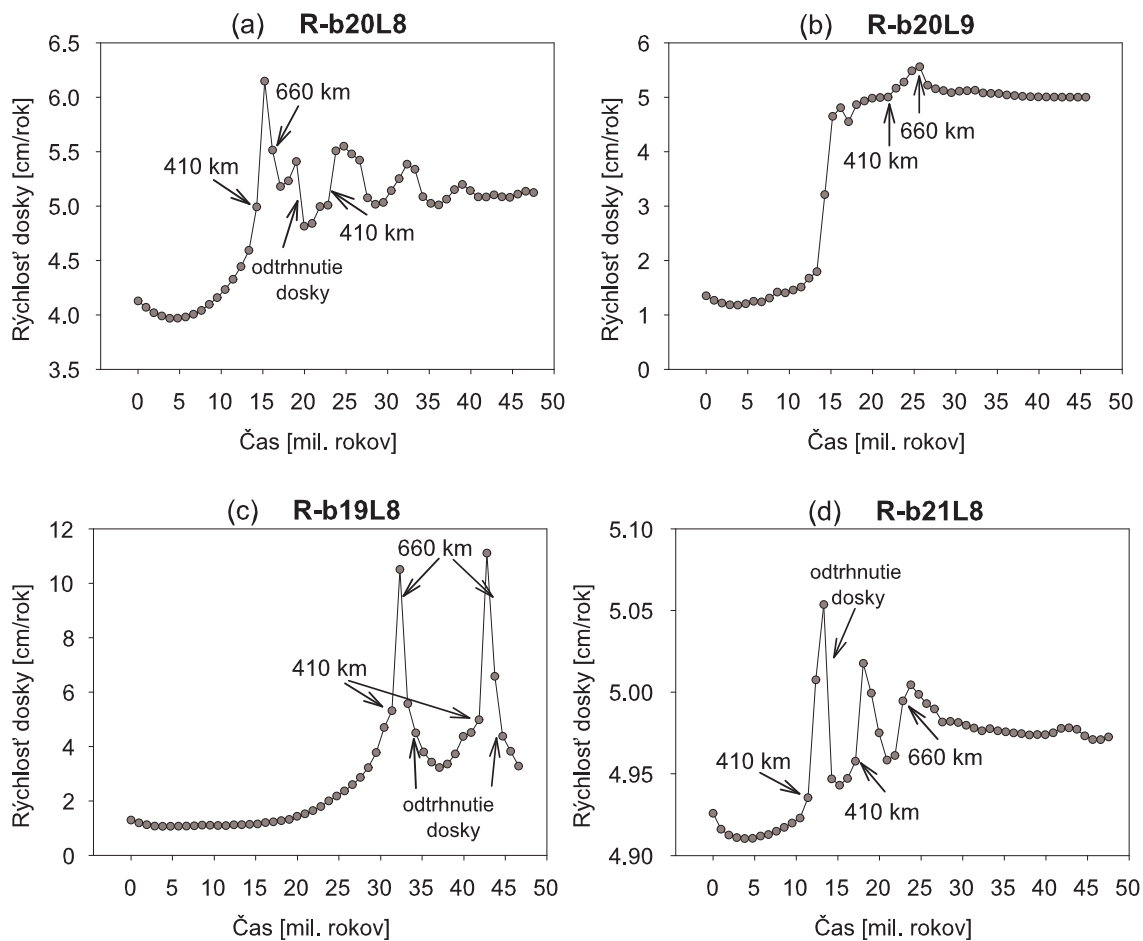 (a) R-b20L8
Rýchlosť dosky [cm/rok]
6.5
6.0
5.5
5.0
4.5
4.0
3.5
660 km
410 km
410 km
odtrhnutie
dosky
0 5 10 15 20 25 30 35 40 45 50
Čas [mil. rokov]
(b) R-b20L9
Rýchlosť dosky [cm/rok]
6
5
4
3
2
1
0
660 km
410 km
0 5 10 15 20 25 30 35 40 45 50
Čas [mil. rokov]
(c) R-b19L8
Rýchlosť dosky [cm/rok]
12
10
8
6
4
2
0
660 km
410 km
odtrhnutie
dosky
0 5 10 15 20 25 30 35 40 45 50
Čas [mil. rokov]
(d) R-b21L8
Rýchlosť dosky [cm/rok]
5.10
5.05
5.00
4.95
4.90
odtrhnutie
dosky
410 km
660 km
410 km
0 5 10 15 20 25 30 35 40 45 50
Čas [mil. rokov]